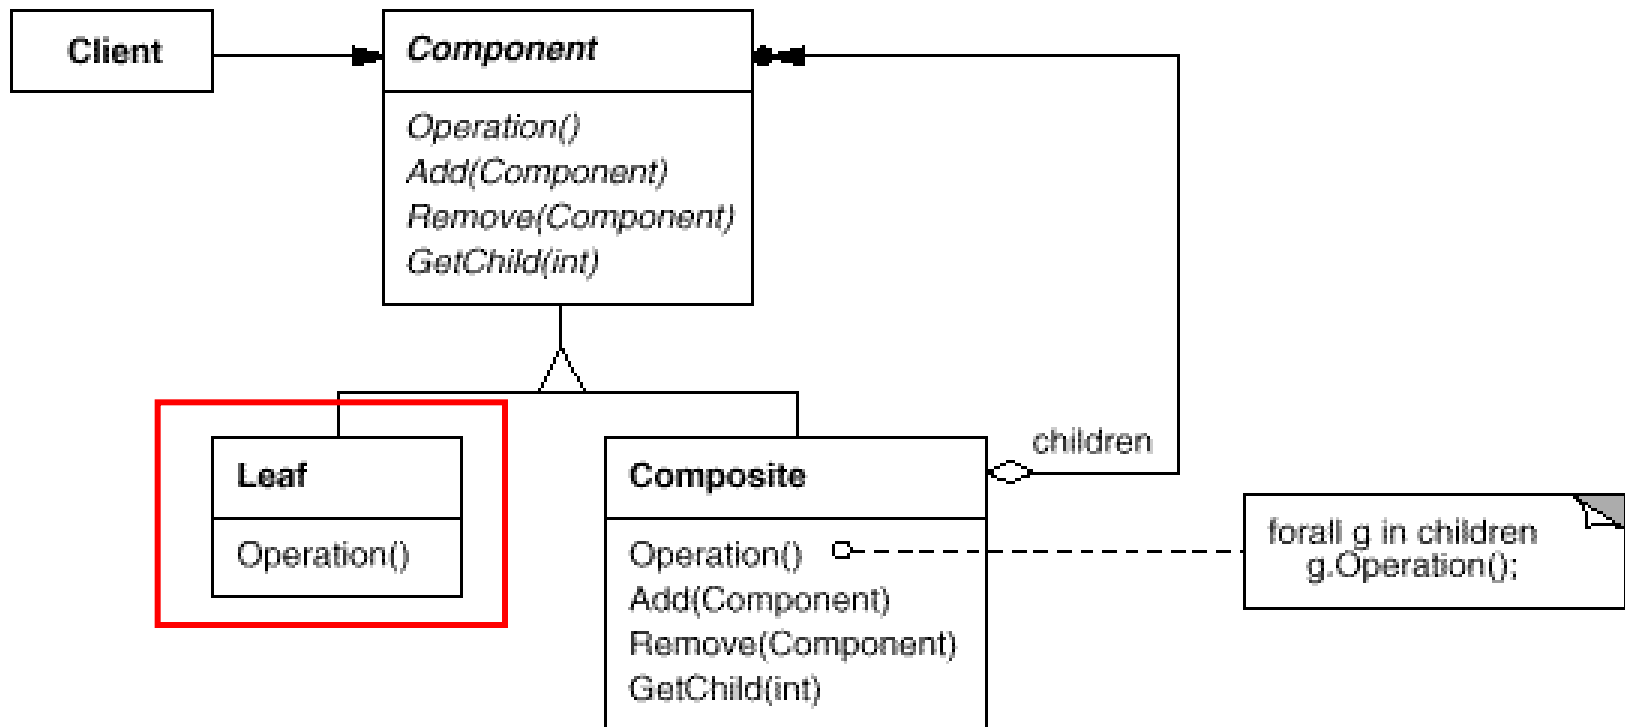 Client
Component
Operation()
Add(Component)
Remove(Component)
GetChild(int)
Leaf
Operation()
Composite
Operation()
Add(Component)
Remove(Component)
GetChild(int)
children
forall g in children
g.Operation();